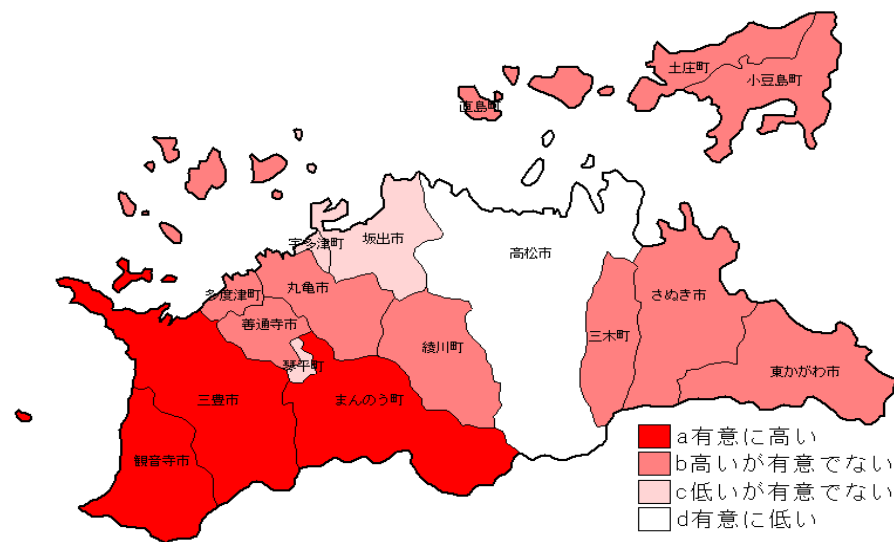 土庄町
小豆島町
直島町
宇多津町
坂出市
高松市
多度津町
丸亀市
さぬき市
善通寺市
綾川町
三木町
琴平町
東かがわ市
三豊市
まんのう町
観音寺市
a有意に高い
b高いが有意でない
c低いが有意でない
d有意に低い